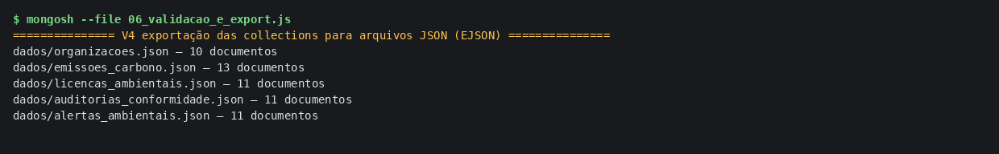 $ mongosh --file 06_validacao_e_export.js
=============== V4 exportação das collections para arquivos JSON (EJSON) ===============
dados/organizacoes.json — 10 documentos
dados/emissoes_carbono.json — 13 documentos
dados/licencas_ambientais.json — 11 documentos
dados/auditorias_conformidade.json — 11 documentos
dados/alertas_ambientais.json — 11 documentos